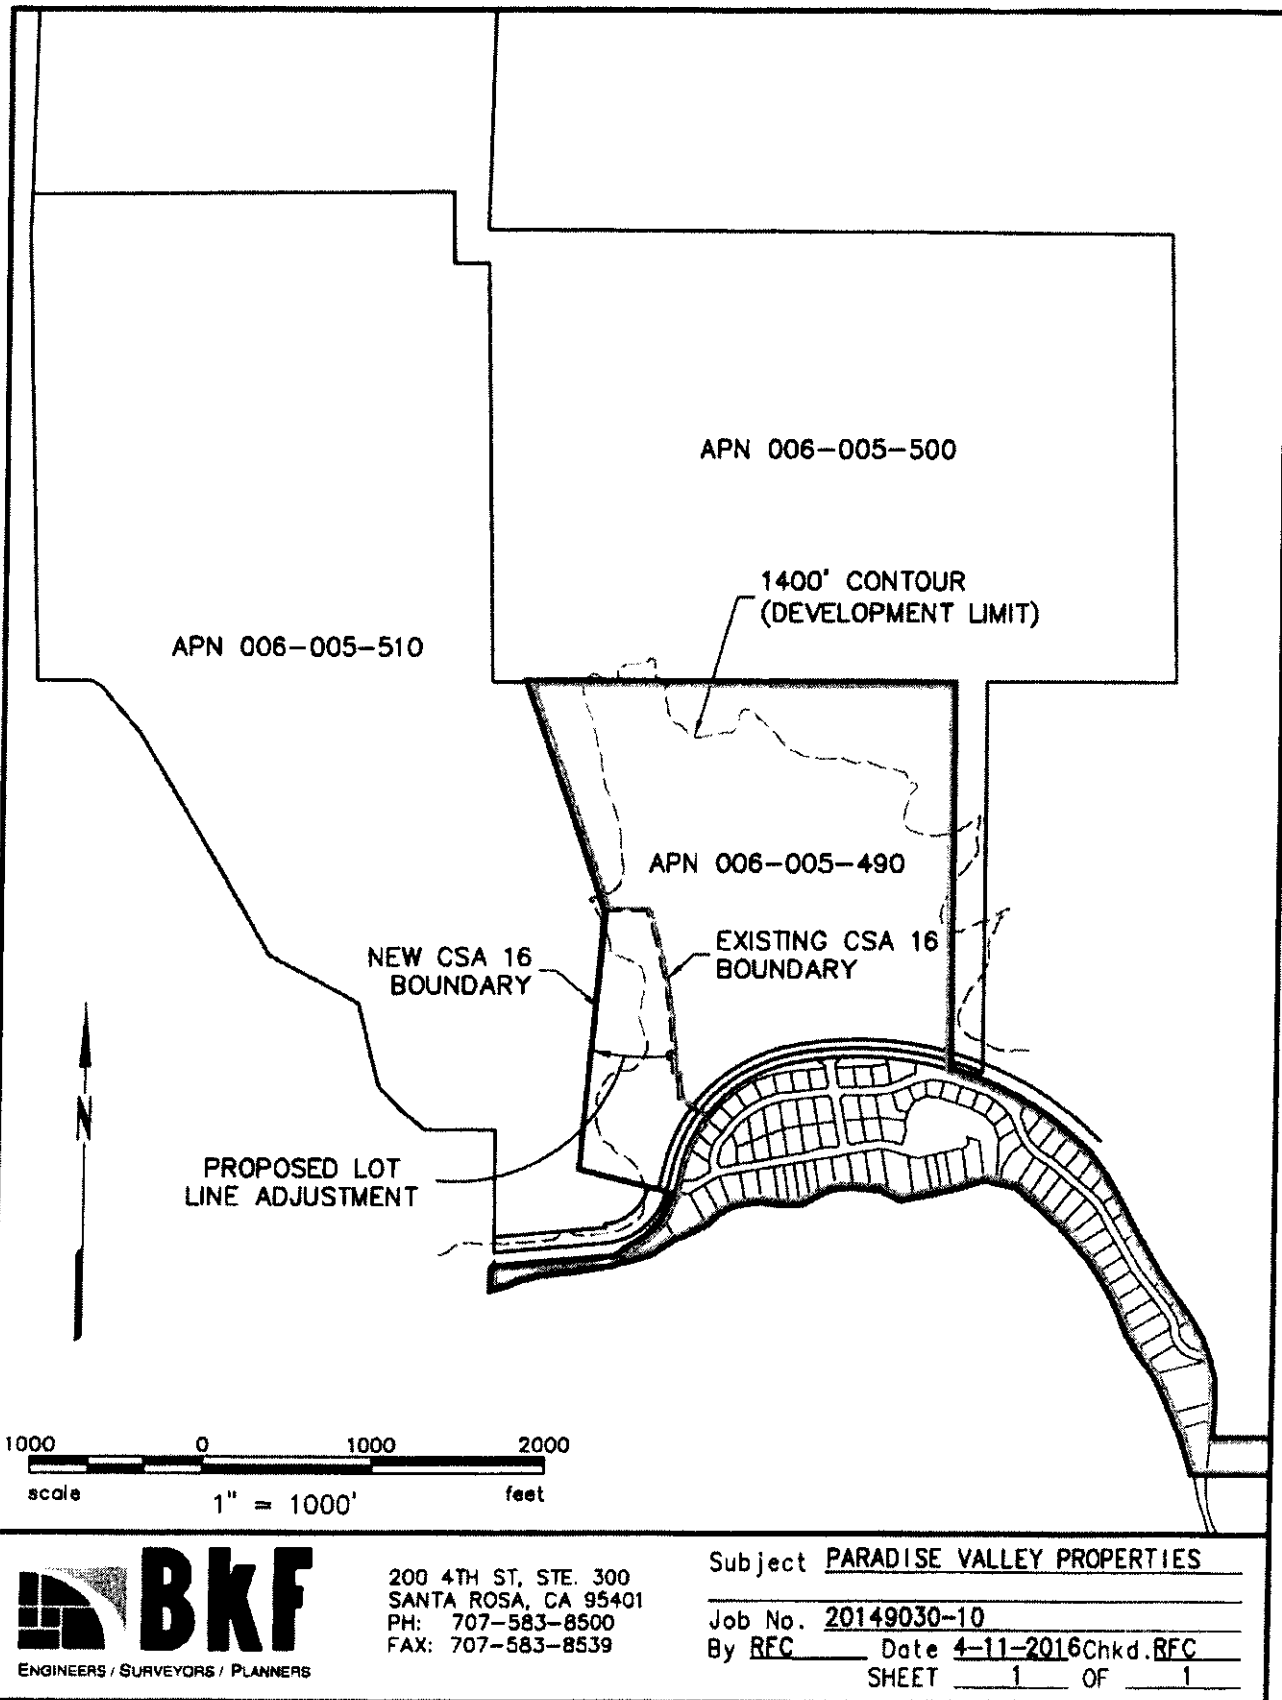 APN 006-005-500
1400' CONTOUR
(DEVELOPMENT LIMIT)
APN 006-005-510
APN 006-005-490
EXISTING CSA 16
BOUNDARY
NEW CSA 16
BOUNDARY
N
PROPOSED LOT
LINE ADJUSTMENT
1000 0 1000 2000
scale 1" = 1000' feet
BKF
ENGINEERS / SURVEYORS / PLANNERS
200 4TH ST, STE. 300
SANTA ROSA, CA 95401
PH: 707-583-8500
FAX: 707-583-8539
Subject PARADISE VALLEY PROPERTIES
Job No. 20149030-10
By RFC Date 4-11-2016 Chkd. RFC
SHEET 1 OF 1